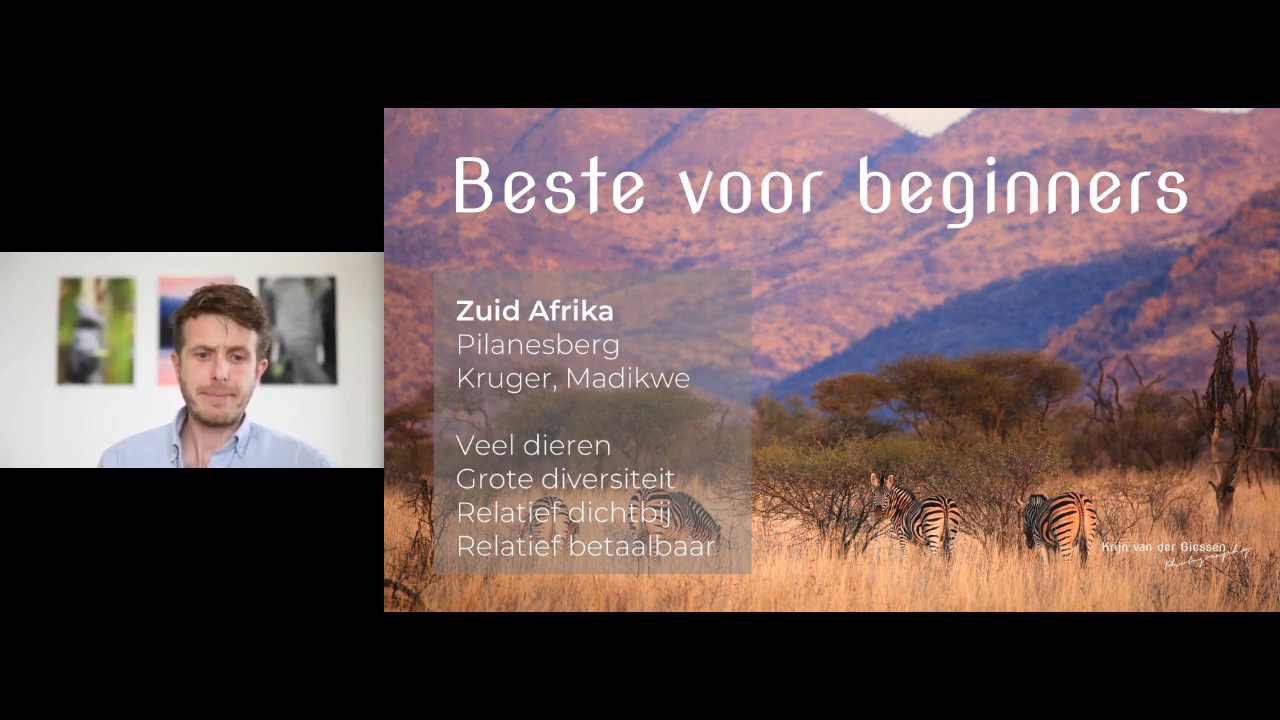 Beste voor beginners
Zuid Afrika
Pilanesberg
Kruger, Madikwe
Veel dieren
Grote diversiteit
Relatief dichtbij
Relatief betaalbaar
Krijn van der Giessen
photography